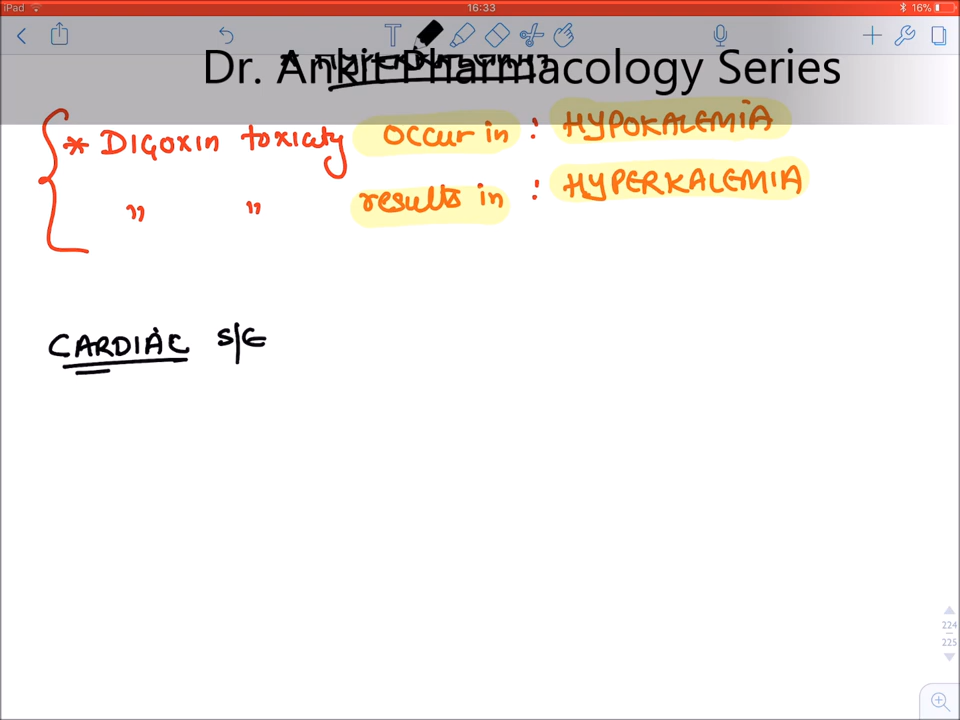 iPad 16:33 16%
Dr. Ankit Pharmacology Series
* DIGOXIN toxicity occur in : HYPOKALEMIA
" " results in : HYPERKALEMIA
CARDIAC S/E
224
225